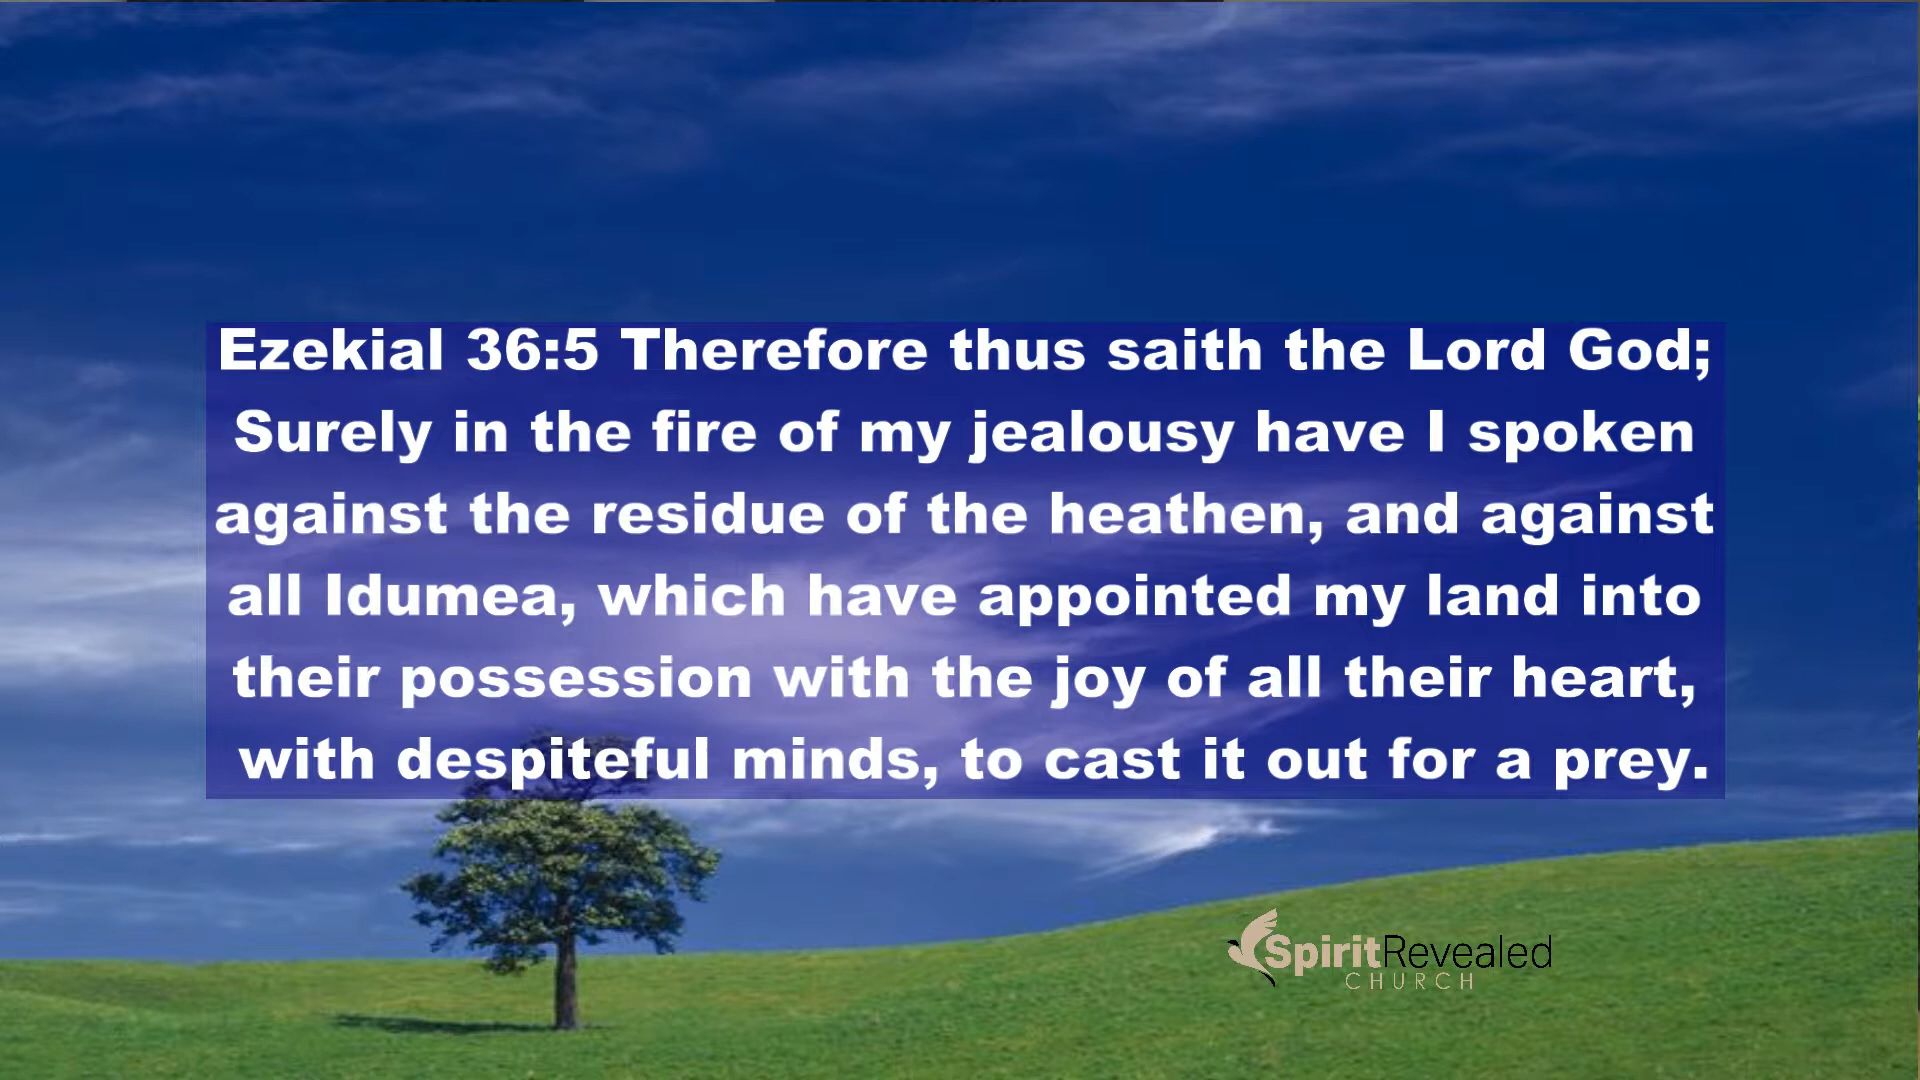 Ezekial 36:5 Therefore thus saith the Lord God;
Surely in the fire of my jealousy have I spoken
against the residue of the heathen, and against
all Idumea, which have appointed my land into
their possession with the joy of all their heart,
with despiteful minds, to cast it out for a prey.
SpiritRevealed
CHURCH